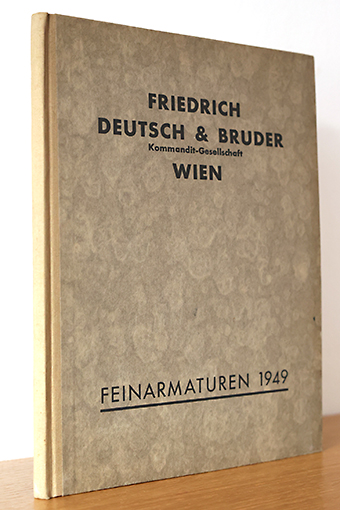 FRIEDRICH
DEUTSCH & BRUDER
Kommandit-Gesellschaft
WIEN
FEINARMATUREN 1949